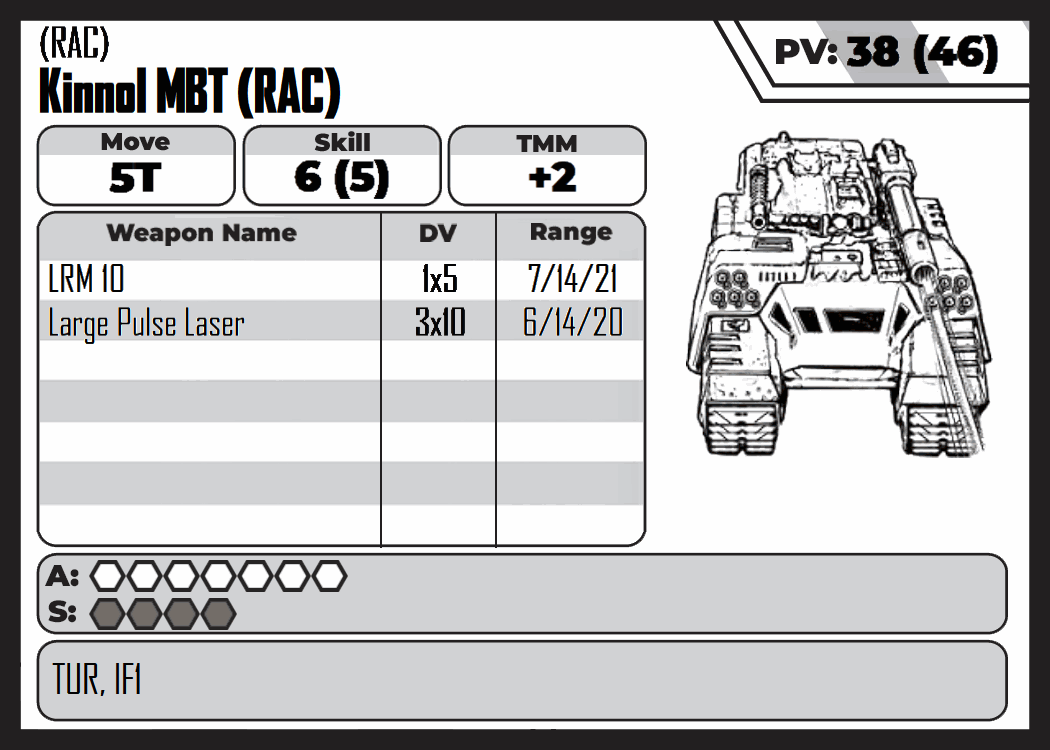 (RAC)
Kinnol MBT (RAC)
PV: 38 (46)
Move Skill TMM
5T 6 (5) +2
Weapon Name DV Range
LRM 10 1x5 7/14/21
Large Pulse Laser 3x10 6/14/20
A:
S:
TUR, IF1